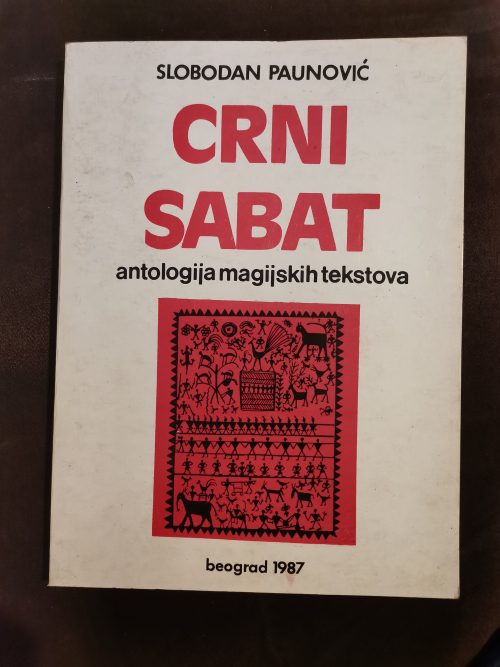 SLOBODAN PAUNOVIĆ
CRNI
SABAT
antologija magijskih tekstova
beograd 1987